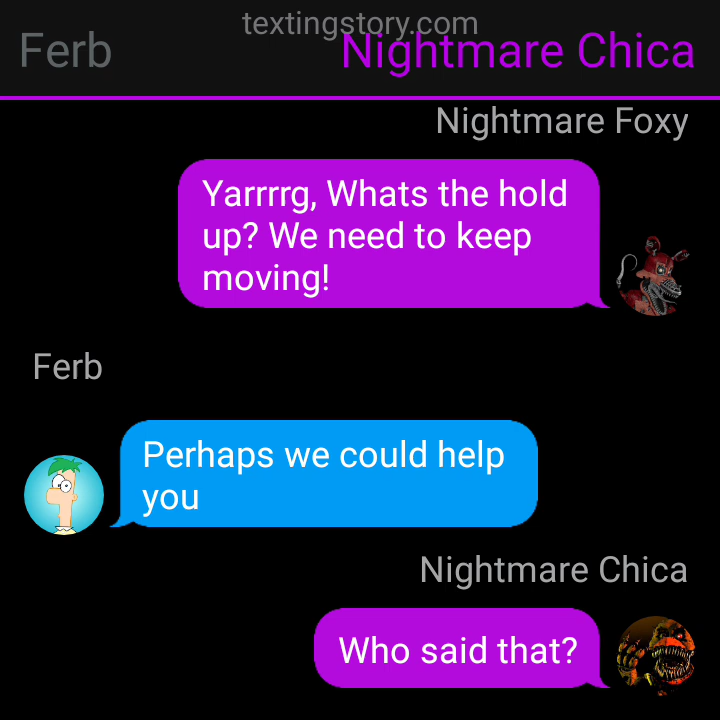 textingstory.com
Ferb
Nightmare Chica
Nightmare Foxy
Yarrrrg, Whats the hold
up? We need to keep
moving!
Ferb
Perhaps we could help
you
Nightmare Chica
Who said that?